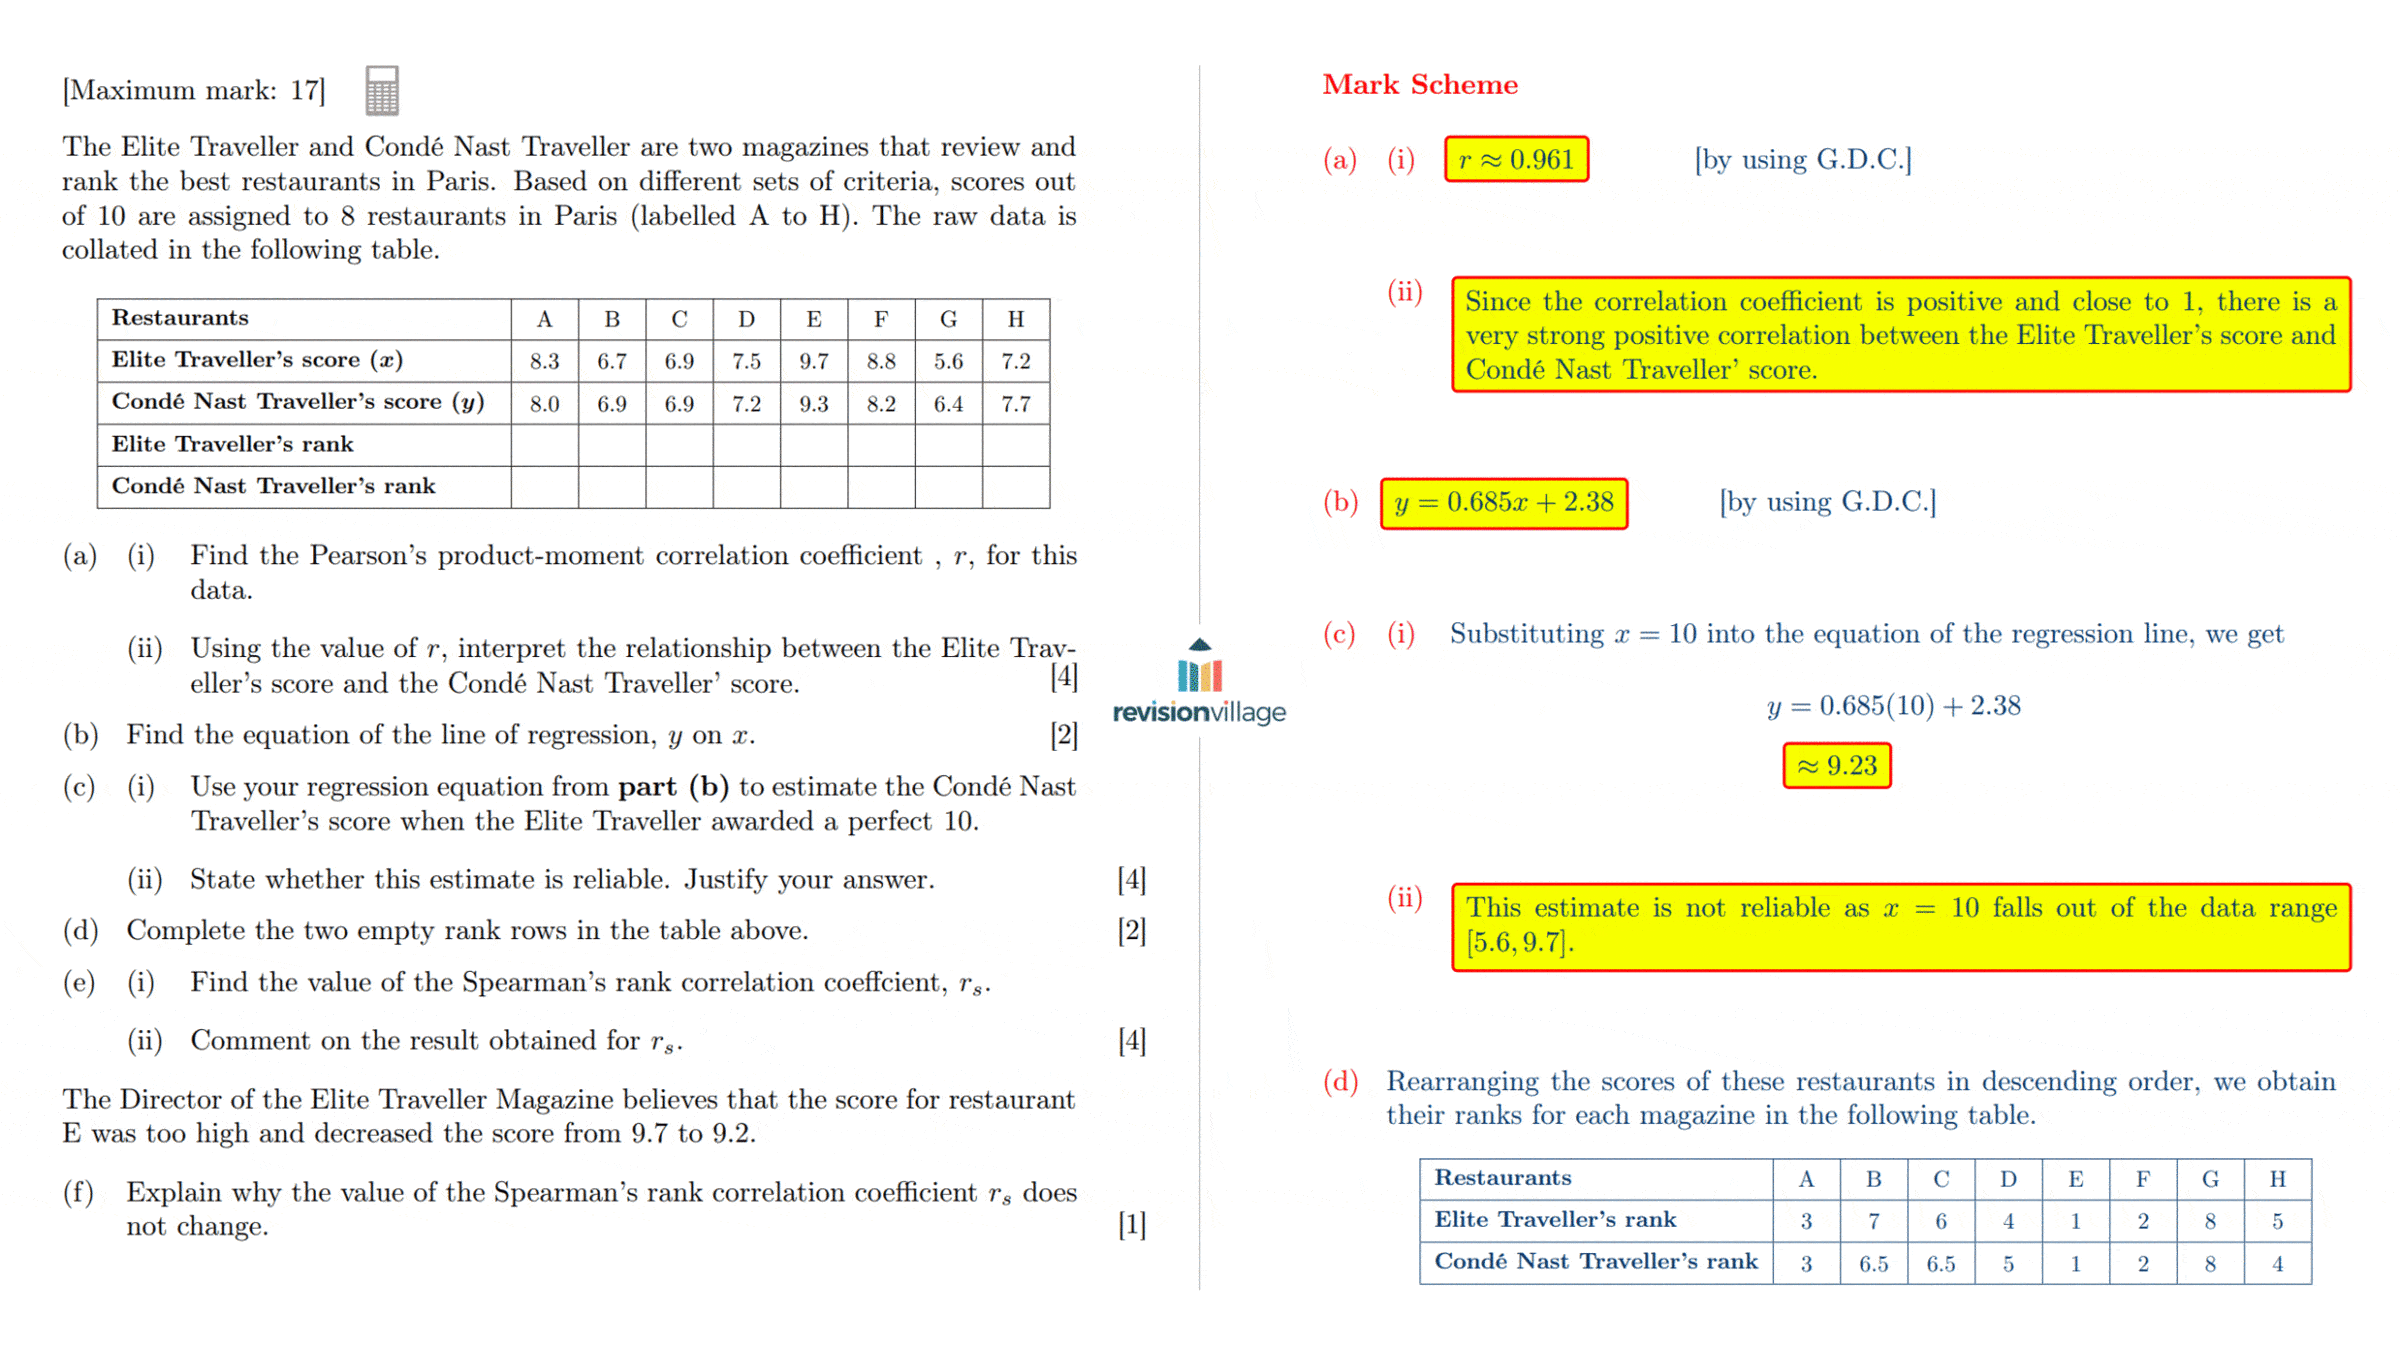 [Maximum mark: 17]
The Elite Traveller and Condé Nast Traveller are two magazines that review and
rank the best restaurants in Paris. Based on different sets of criteria, scores out
of 10 are assigned to 8 restaurants in Paris (labelled A to H). The raw data is
collated in the following table.
Restaurants A B C D E F G H
Elite Traveller's score (x) 8.3 6.7 6.9 7.5 9.7 8.8 5.6 7.2
Condé Nast Traveller's score (y) 8.0 6.9 6.9 7.2 9.3 8.2 6.4 7.7
Elite Traveller's rank
Condé Nast Traveller's rank
(a) (i) Find the Pearson's product-moment correlation coefficient , r, for this
data.
(ii) Using the value of r, interpret the relationship between the Elite Trav-
eller's score and the Condé Nast Traveller' score. [4]
(b) Find the equation of the line of regression, y on x. [2]
(c) (i) Use your regression equation from part (b) to estimate the Condé Nast
Traveller's score when the Elite Traveller awarded a perfect 10.
(ii) State whether this estimate is reliable. Justify your answer. [4]
(d) Complete the two empty rank rows in the table above. [2]
(e) (i) Find the value of the Spearman's rank correlation coeffcient, rₛ.
(ii) Comment on the result obtained for rₛ. [4]
The Director of the Elite Traveller Magazine believes that the score for restaurant
E was too high and decreased the score from 9.7 to 9.2.
(f) Explain why the value of the Spearman's rank correlation coefficient rₛ does
not change. [1]
revisionvillage
Mark Scheme
(a) (i) r ≈ 0.961 [by using G.D.C.]
(ii) Since the correlation coefficient is positive and close to 1, there is a
very strong positive correlation between the Elite Traveller's score and
Condé Nast Traveller' score.
(b) y = 0.685x + 2.38 [by using G.D.C.]
(c) (i) Substituting x = 10 into the equation of the regression line, we get
y = 0.685(10) + 2.38
≈ 9.23
(ii) This estimate is not reliable as x = 10 falls out of the data range
[5.6, 9.7].
(d) Rearranging the scores of these restaurants in descending order, we obtain
their ranks for each magazine in the following table.
Restaurants A B C D E F G H
Elite Traveller's rank 3 7 6 4 1 2 8 5
Condé Nast Traveller's rank 3 6.5 6.5 5 1 2 8 4